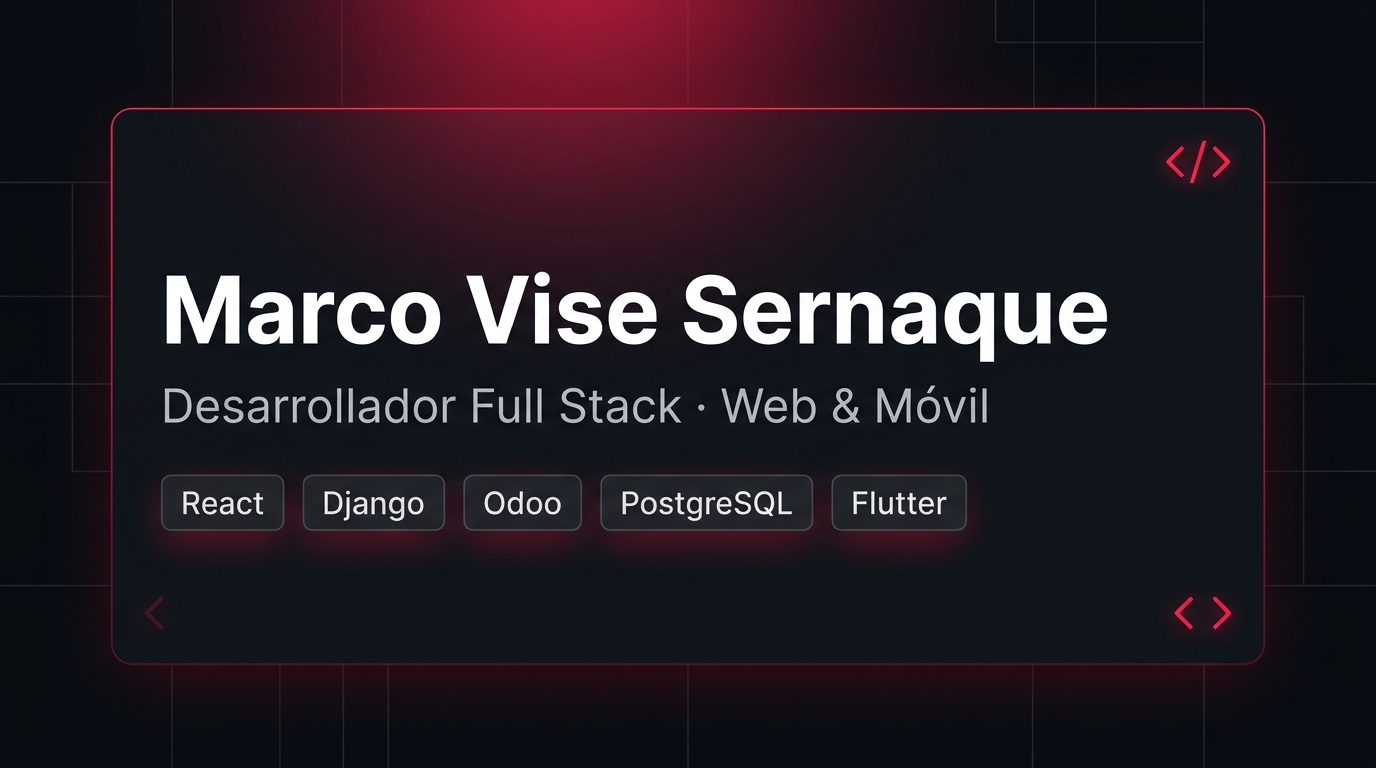 </>
Marco Vise Sernaque
Desarrollador Full Stack · Web & Móvil
React Django Odoo PostgreSQL Flutter
< < >